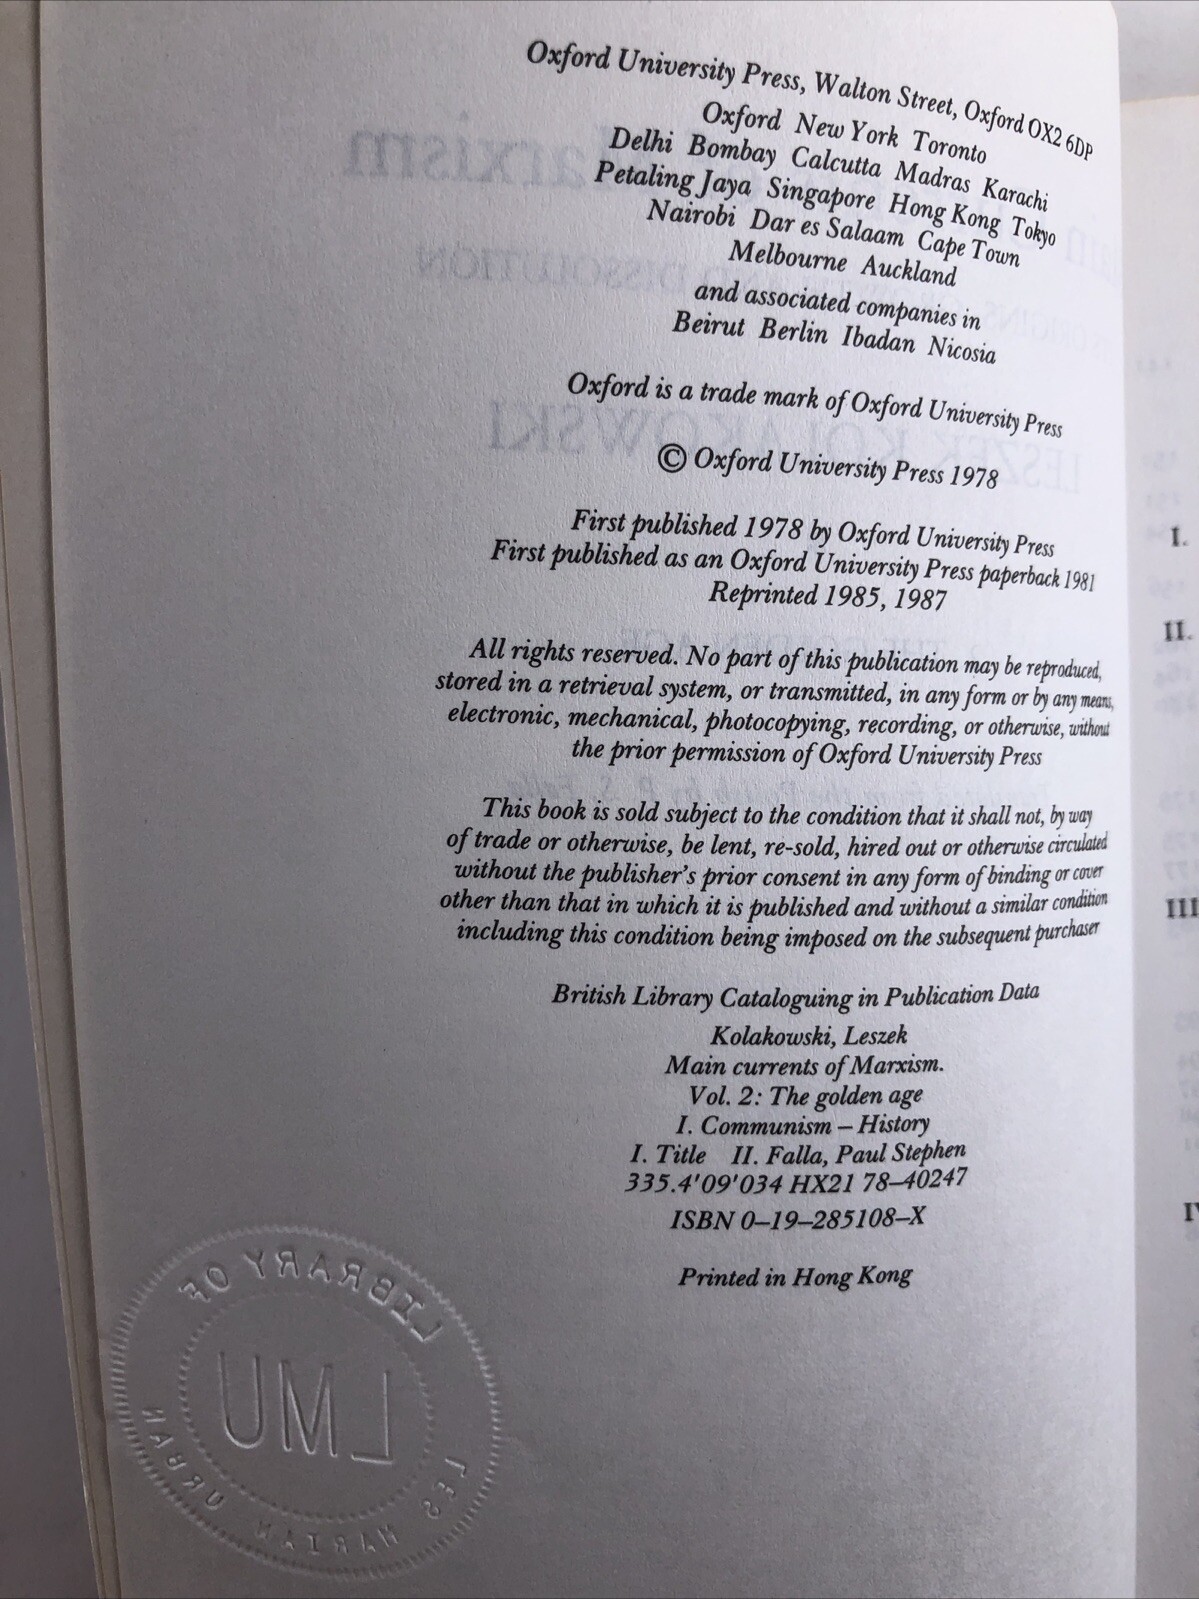 Oxford University Press, Walton Street, Oxford OX2 6DP
Oxford New York Toronto
Delhi Bombay Calcutta Madras Karachi
Petaling Jaya Singapore Hong Kong Tokyo
Nairobi Dar es Salaam Cape Town
Melbourne Auckland
and associated companies in
Beirut Berlin Ibadan Nicosia
Oxford is a trade mark of Oxford University Press
© Oxford University Press 1978
First published 1978 by Oxford University Press
First published as an Oxford University Press paperback 1981
Reprinted 1985, 1987
All rights reserved. No part of this publication may be reproduced,
stored in a retrieval system, or transmitted, in any form or by any means,
electronic, mechanical, photocopying, recording, or otherwise, without
the prior permission of Oxford University Press
This book is sold subject to the condition that it shall not, by way
of trade or otherwise, be lent, re-sold, hired out or otherwise circulated
without the publisher's prior consent in any form of binding or cover
other than that in which it is published and without a similar condition
including this condition being imposed on the subsequent purchaser
British Library Cataloguing in Publication Data
Kolakowski, Leszek
Main currents of Marxism.
Vol. 2: The golden age
I. Communism – History
I. Title II. Falla, Paul Stephen
335.4'09'034 HX21 78–40247
ISBN 0–19–285108–X
Printed in Hong Kong
LIBRARY OF
LMU
LES MARIAN URBAN
I.
II.
III